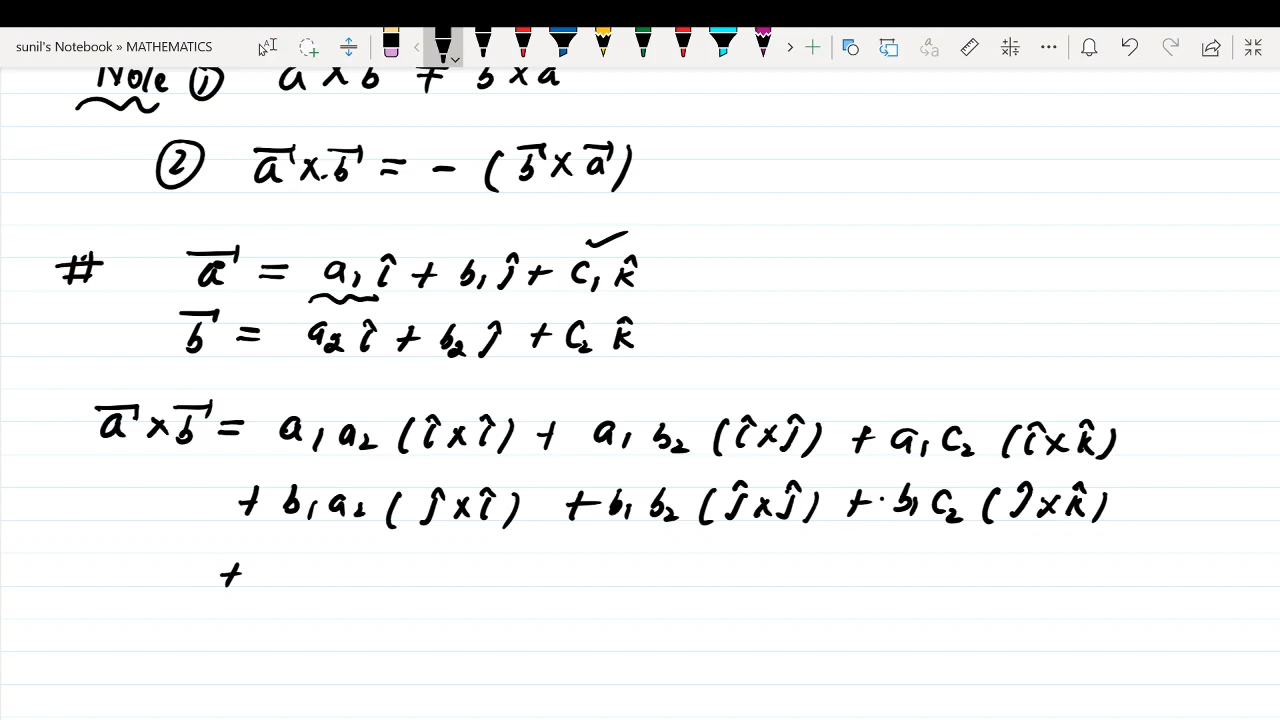 sunil's Notebook » MATHEMATICS
Note ① a × b ≠ b × a
② a⃗ × b⃗ = - (b⃗ × a⃗)
# a⃗ = a₁ î + b₁ ĵ + c₁ k̂
b⃗ = a₂ î + b₂ ĵ + c₂ k̂
a⃗ × b⃗ = a₁ a₂ (î × î) + a₁ b₂ (î × ĵ) + a₁ c₂ (î × k̂)
+ b₁ a₂ (ĵ × î) + b₁ b₂ (ĵ × ĵ) + b₁ c₂ (ĵ × k̂)
+